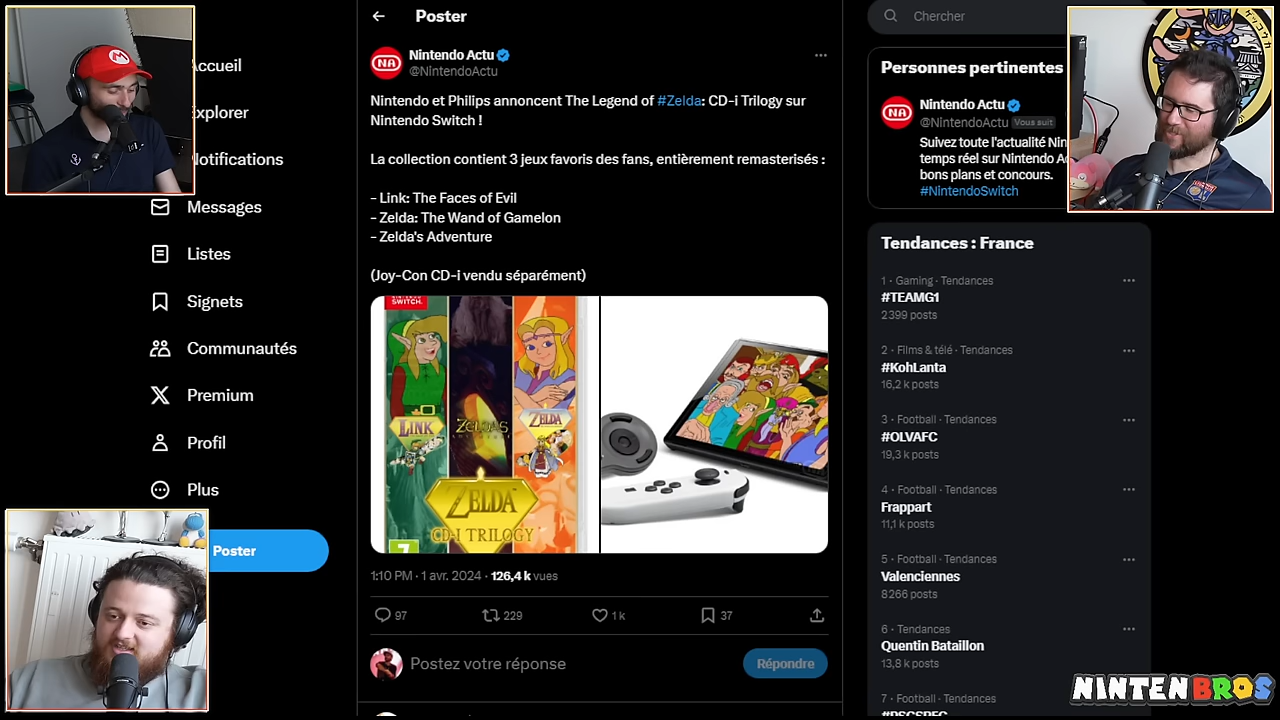 Poster
Nintendo Actu
@NintendoActu
Nintendo et Philips annoncent The Legend of #Zelda: CD-i Trilogy sur
Nintendo Switch !
La collection contient 3 jeux favoris des fans, entièrement remasterisés :
- Link: The Faces of Evil
- Zelda: The Wand of Gamelon
- Zelda's Adventure
(Joy-Con CD-i vendu séparément)
SWITCH.
LINK
ZELDA'S
ZELDA
ZELDA
CD-I TRILOGY
7
1:10 PM · 1 avr. 2024 · 126,4 k vues
97
229
1 k
37
Postez votre réponse
Répondre
ccueil
xplorer
otifications
Messages
Listes
Signets
Communautés
Premium
Profil
Plus
Poster
Chercher
Personnes pertinentes
Nintendo Actu
@NintendoActu Vous suit
Suivez toute l'actualité Nin
temps réel sur Nintendo A
bons plans et concours.
#NintendoSwitch
Tendances : France
1 · Gaming · Tendances
#TEAMG1
2399 posts
2 · Films & télé · Tendances
#KohLanta
16,2 k posts
3 · Football · Tendances
#OLVAFC
19,3 k posts
4 · Football · Tendances
Frappart
11,1 k posts
5 · Football · Tendances
Valenciennes
8266 posts
6 · Tendances
Quentin Bataillon
13,8 k posts
7 · Football · Tendances
NINTENBROS
NA
NA
M